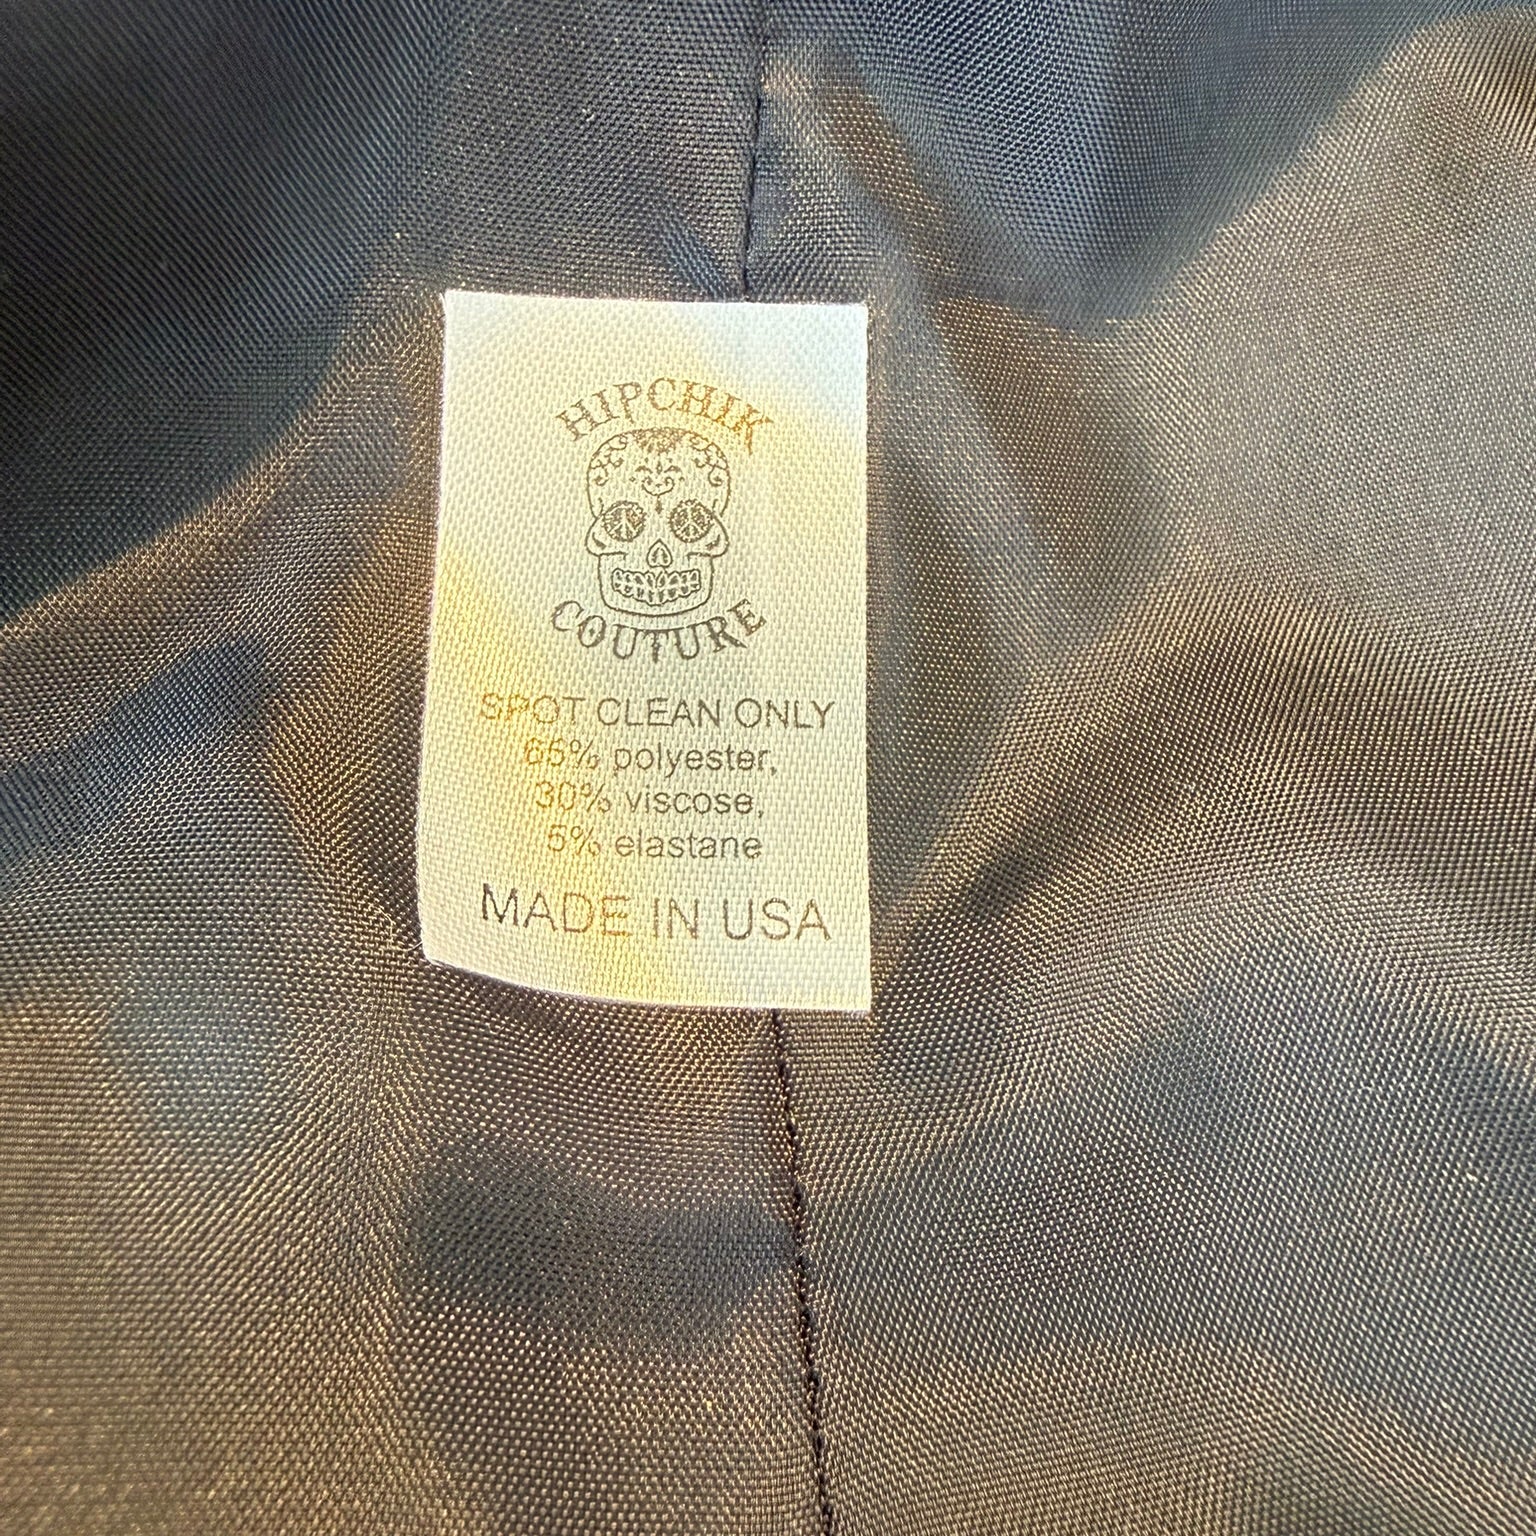 HIPCHIK
COUTURE
SPOT CLEAN ONLY
65% polyester,
30% viscose,
5% elastane
MADE IN USA